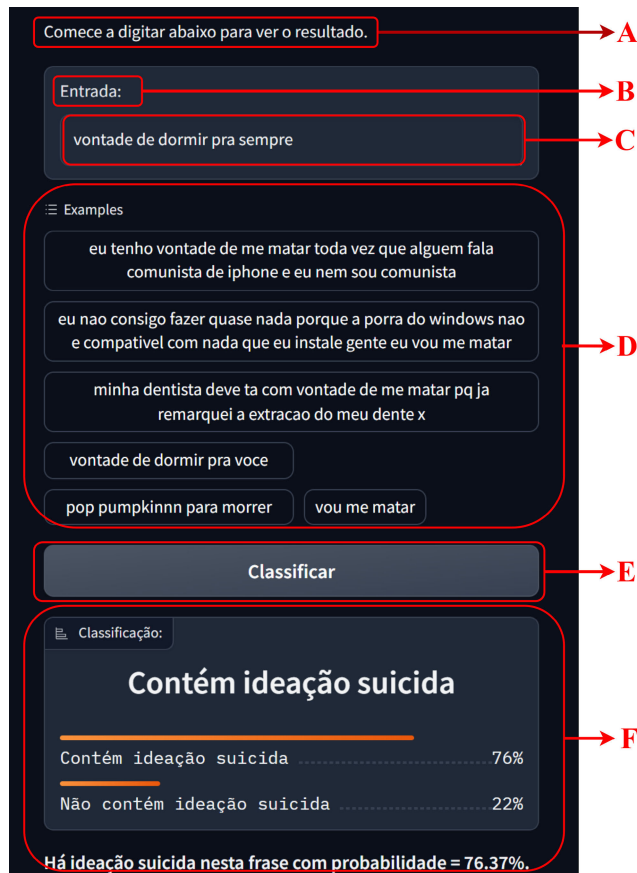 Comece a digitar abaixo para ver o resultado.
A
Entrada:
B
vontade de dormir pra sempre
C
Examples
eu tenho vontade de me matar toda vez que alguem fala
comunista de iphone e eu nem sou comunista
eu nao consigo fazer quase nada porque a porra do windows nao
e compativel com nada que eu instale gente eu vou me matar
D
minha dentista deve ta com vontade de me matar pq ja
remarquei a extracao do meu dente x
vontade de dormir pra voce
pop pumpkinnn para morrer
vou me matar
Classificar
E
Classificação:
Contém ideação suicida
F
Contém ideação suicida 76%
Não contém ideação suicida 22%
Há ideação suicida nesta frase com probabilidade = 76.37%.